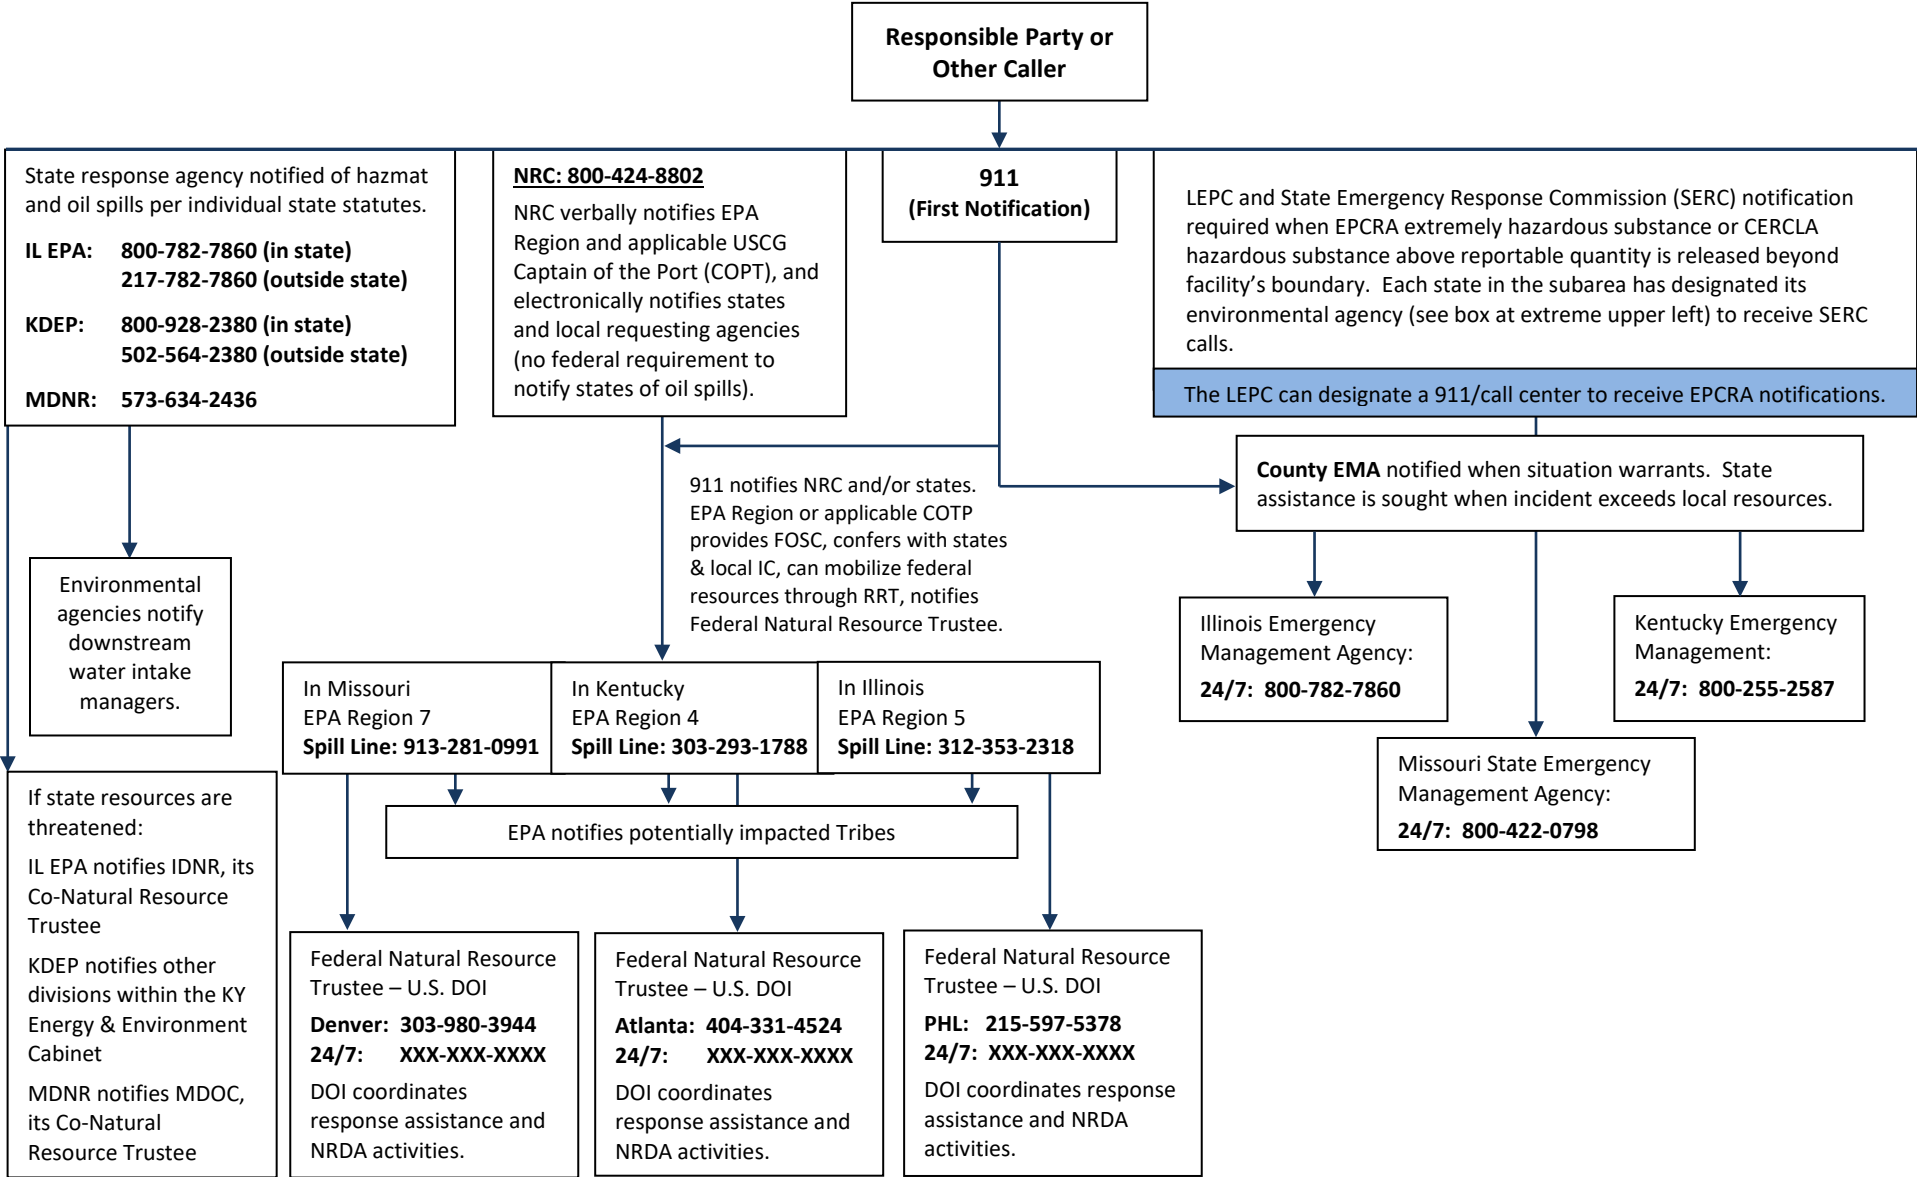 Responsible Party or
Other Caller
State response agency notified of hazmat
and oil spills per individual state statutes.
IL EPA: 800-782-7860 (in state)
217-782-7860 (outside state)
KDEP: 800-928-2380 (in state)
502-564-2380 (outside state)
MDNR: 573-634-2436
NRC: 800-424-8802
NRC verbally notifies EPA
Region and applicable USCG
Captain of the Port (COPT), and
electronically notifies states
and local requesting agencies
(no federal requirement to
notify states of oil spills).
911
(First Notification)
LEPC and State Emergency Response Commission (SERC) notification
required when EPCRA extremely hazardous substance or CERCLA
hazardous substance above reportable quantity is released beyond
facility’s boundary. Each state in the subarea has designated its
environmental agency (see box at extreme upper left) to receive SERC
calls.
The LEPC can designate a 911/call center to receive EPCRA notifications.
County EMA notified when situation warrants. State
assistance is sought when incident exceeds local resources.
911 notifies NRC and/or states.
EPA Region or applicable COTP
provides FOSC, confers with states
& local IC, can mobilize federal
resources through RRT, notifies
Federal Natural Resource Trustee.
Environmental
agencies notify
downstream
water intake
managers.
Illinois Emergency
Management Agency:
24/7: 800-782-7860
Kentucky Emergency
Management:
24/7: 800-255-2587
Missouri State Emergency
Management Agency:
24/7: 800-422-0798
In Missouri
EPA Region 7
Spill Line: 913-281-0991
In Kentucky
EPA Region 4
Spill Line: 303-293-1788
In Illinois
EPA Region 5
Spill Line: 312-353-2318
EPA notifies potentially impacted Tribes
If state resources are
threatened:
IL EPA notifies IDNR, its
Co-Natural Resource
Trustee
KDEP notifies other
divisions within the KY
Energy & Environment
Cabinet
MDNR notifies MDOC,
its Co-Natural
Resource Trustee
Federal Natural Resource
Trustee – U.S. DOI
Denver: 303-980-3944
24/7: XXX-XXX-XXXX
DOI coordinates
response assistance and
NRDA activities.
Federal Natural Resource
Trustee – U.S. DOI
Atlanta: 404-331-4524
24/7: XXX-XXX-XXXX
DOI coordinates
response assistance and
NRDA activities.
Federal Natural Resource
Trustee – U.S. DOI
PHL: 215-597-5378
24/7: XXX-XXX-XXXX
DOI coordinates response
assistance and NRDA
activities.